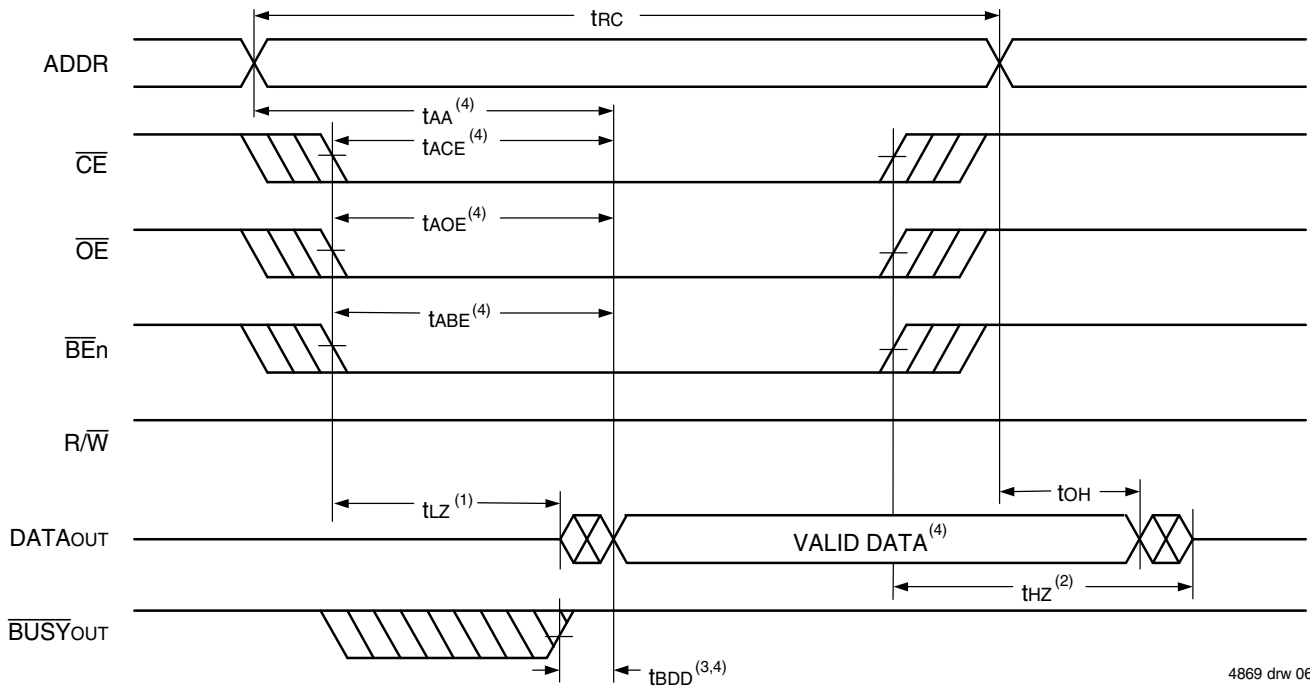 tRC
ADDR
tAA(4)
CE
tACE(4)
OE
tAOE(4)
BEn
tABE(4)
R/W
tLZ(1)
tOH
DATAOUT
VALID DATA(4)
tHZ(2)
BUSYOUT
tBDD(3,4)
4869 drw 06